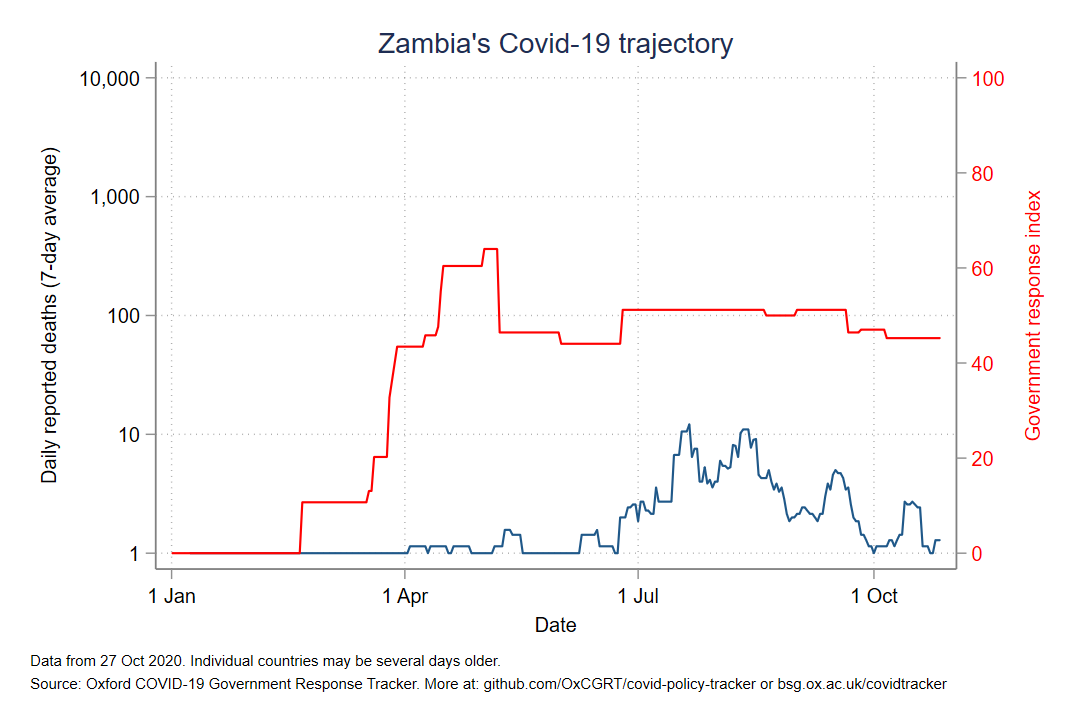 Zambia's Covid-19 trajectory
10,000
1,000
100
10
1
Daily reported deaths (7-day average)
100
80
60
40
20
0
Government response index
1 Jan
1 Apr
1 Jul
1 Oct
Date
Data from 27 Oct 2020. Individual countries may be several days older.
Source: Oxford COVID-19 Government Response Tracker. More at: github.com/OxCGRT/covid-policy-tracker or bsg.ox.ac.uk/covidtracker